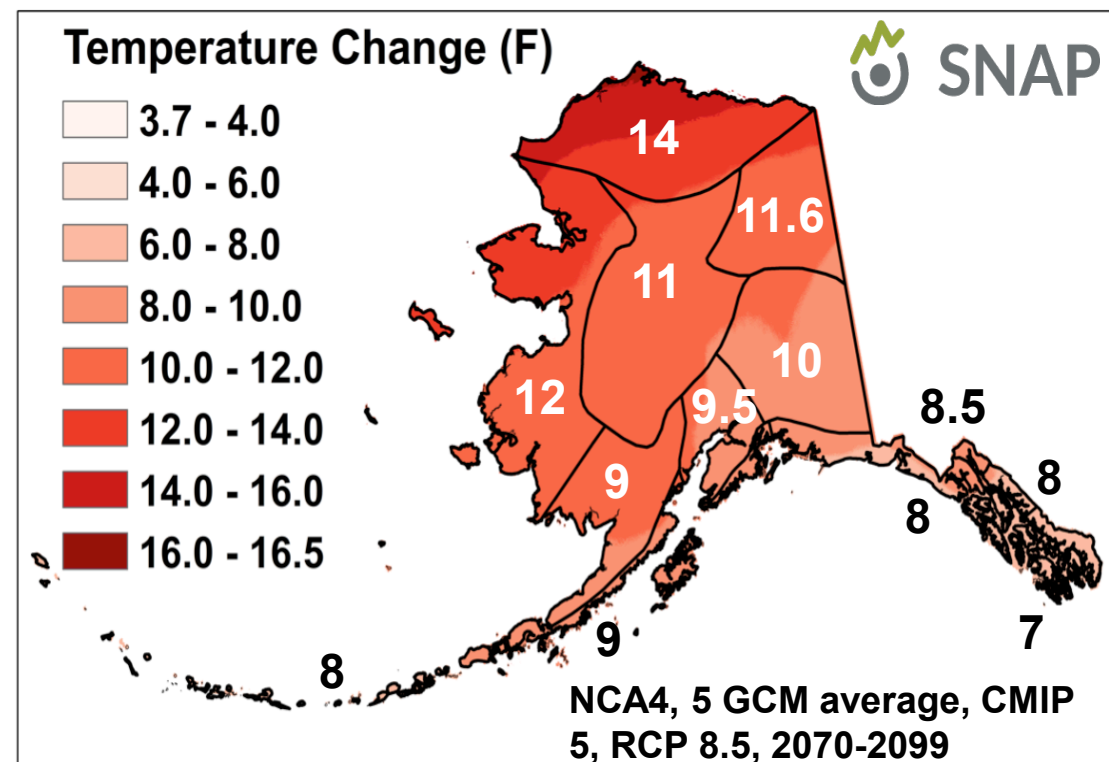 Temperature Change (F)
SNAP
3.7 - 4.0
4.0 - 6.0
6.0 - 8.0
8.0 - 10.0
10.0 - 12.0
12.0 - 14.0
14.0 - 16.0
16.0 - 16.5
14
11.6
11
10
12
9.5
8.5
9
8
8
7
9
8
NCA4, 5 GCM average, CMIP
5, RCP 8.5, 2070-2099